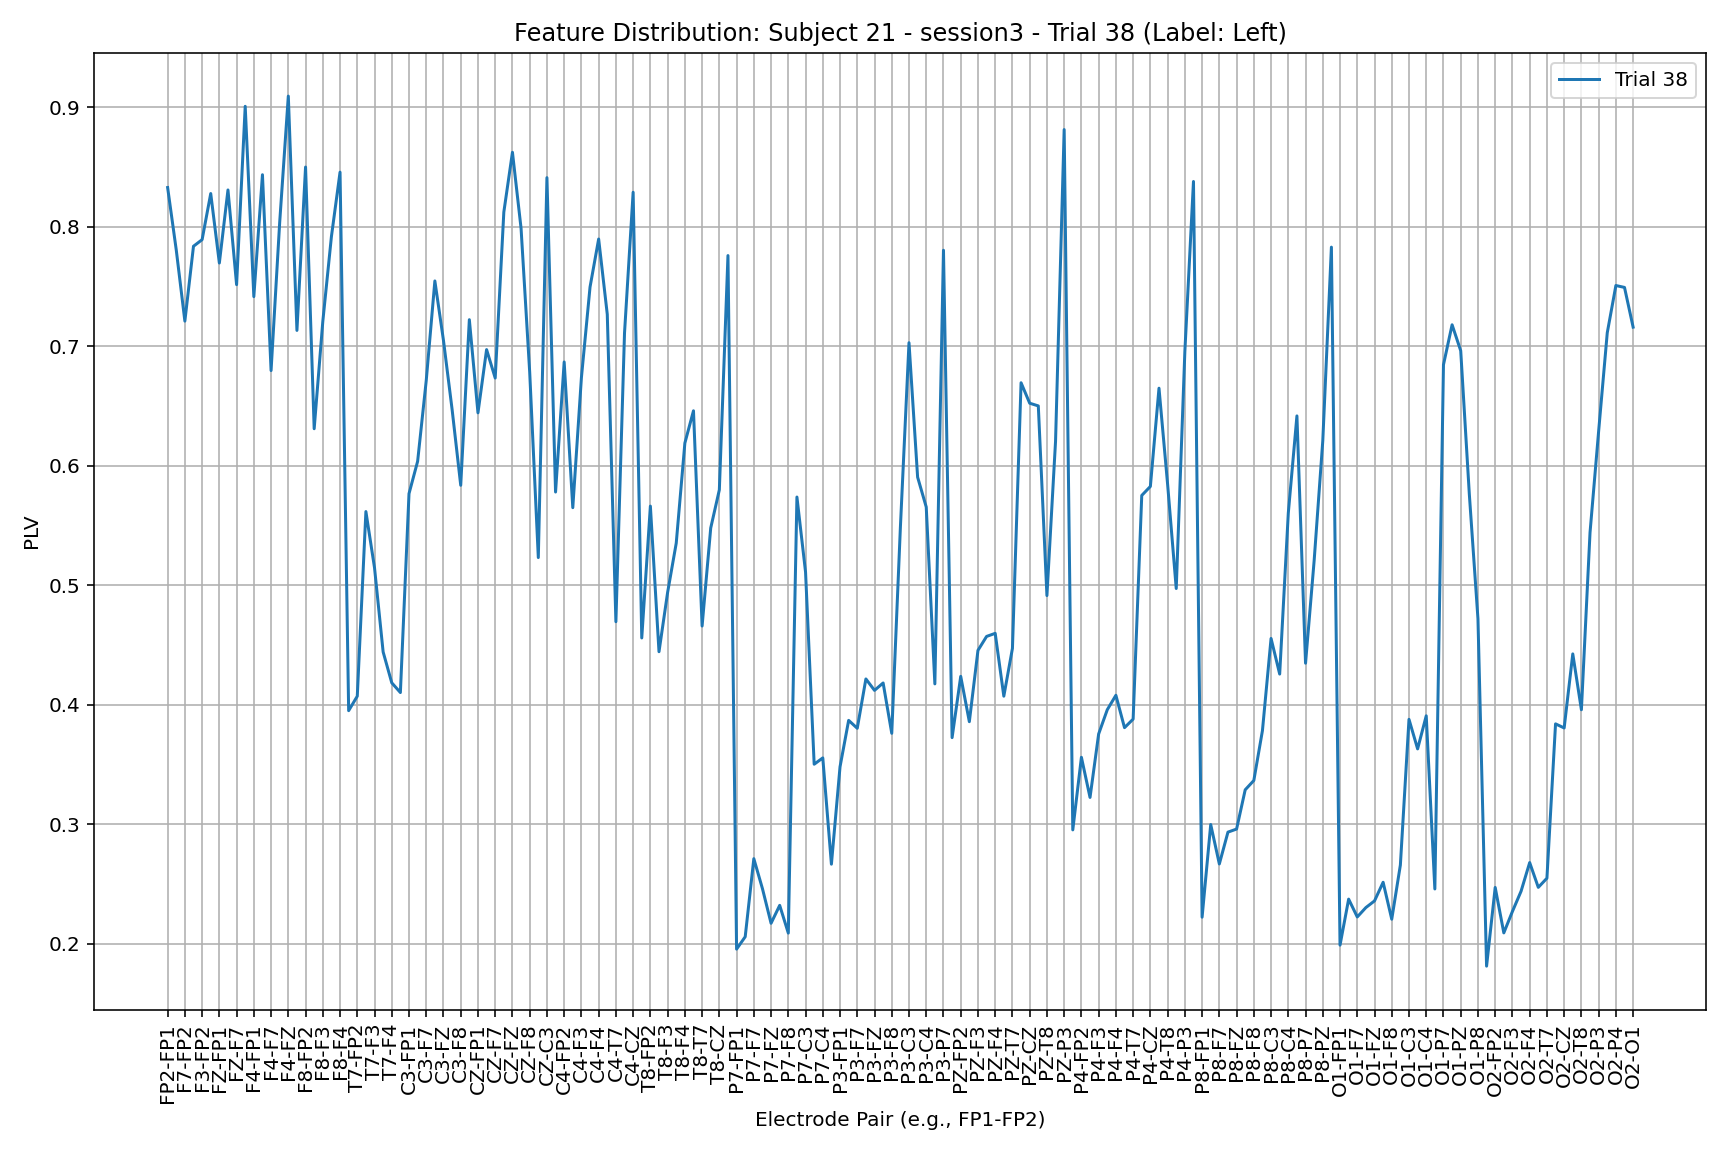 Feature Distribution: Subject 21 - session3 - Trial 38 (Label: Left)
Trial 38
0.9
0.8
0.7
0.6
0.5
0.4
0.3
0.2
PLV
FP2-FP1
F7-FP2
F3-FP2
FZ-FP1
FZ-F7
F4-FP1
F4-F7
F4-FZ
F8-FP2
F8-F3
F8-F4
T7-FP2
T7-F3
T7-F4
C3-FP1
C3-F7
C3-FZ
C3-F8
CZ-FP1
CZ-F7
CZ-FZ
CZ-F8
CZ-C3
C4-FP2
C4-F3
C4-F4
C4-T7
C4-CZ
T8-FP2
T8-F3
T8-F4
T8-T7
T8-CZ
P7-FP1
P7-F7
P7-FZ
P7-F8
P7-C3
P7-C4
P3-FP1
P3-F7
P3-FZ
P3-F8
P3-C3
P3-C4
P3-P7
PZ-FP2
PZ-F3
PZ-F4
PZ-T7
PZ-CZ
PZ-T8
PZ-P3
P4-FP2
P4-F3
P4-F4
P4-T7
P4-CZ
P4-T8
P4-P3
P8-FP1
P8-F7
P8-FZ
P8-F8
P8-C3
P8-C4
P8-P7
P8-PZ
O1-FP1
O1-F7
O1-FZ
O1-F8
O1-C3
O1-C4
O1-P7
O1-PZ
O1-P8
O2-FP2
O2-F3
O2-F4
O2-T7
O2-CZ
O2-T8
O2-P3
O2-P4
O2-O1
Electrode Pair (e.g., FP1-FP2)